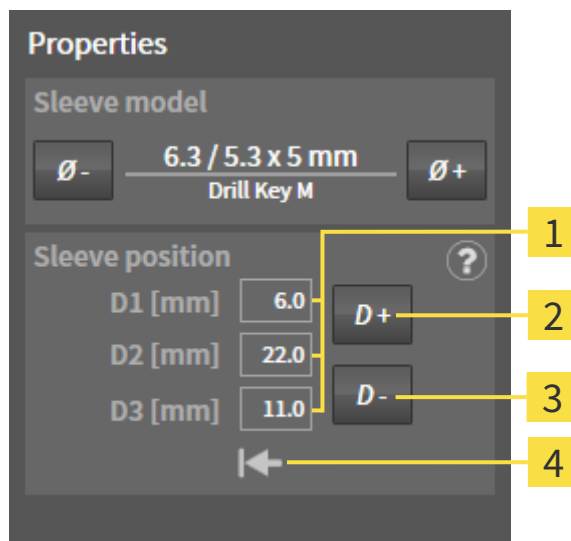 Properties
Sleeve model
Ø - 6.3 / 5.3 x 5 mm Ø +
Drill Key M
Sleeve position ?
D1 [mm] 6.0
D2 [mm] 22.0
D3 [mm] 11.0
D +
D -
1
2
3
4